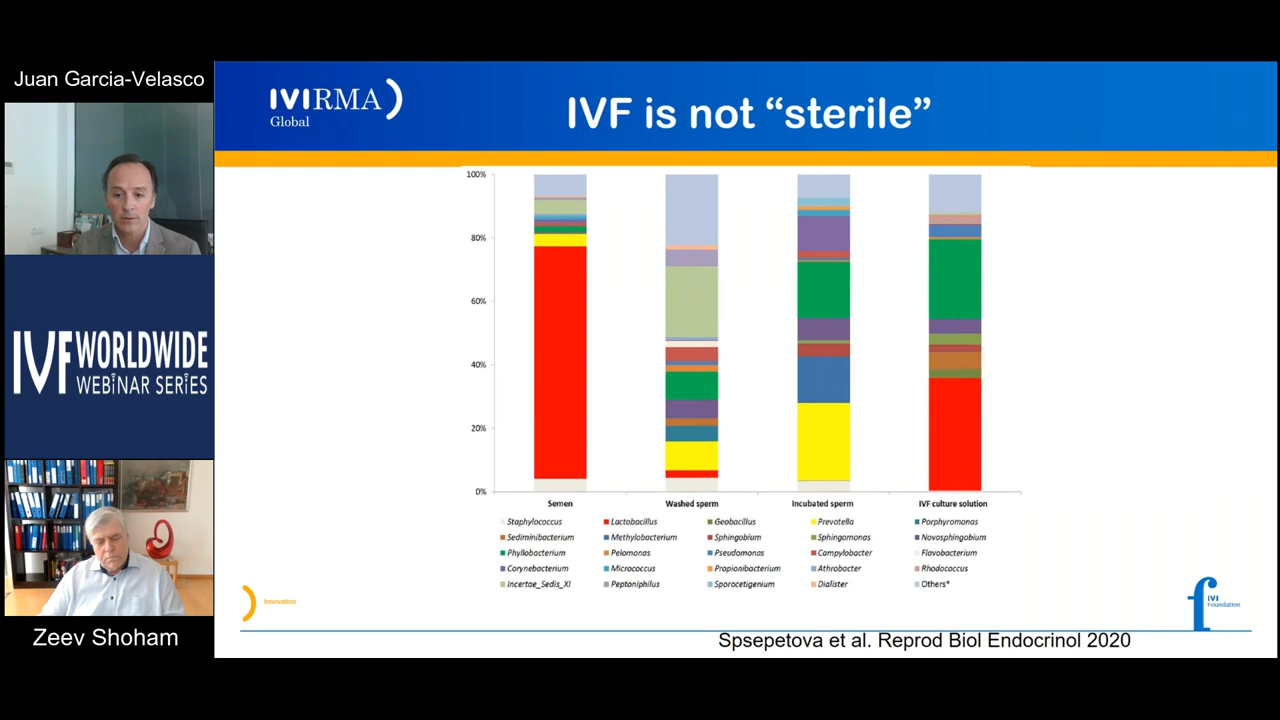 Juan Garcia-Velasco
IVIRMA
Global
IVF is not “sterile”
IVF WORLDWIDE
WEBINAR SERIES
Zeev Shoham
100%
80%
60%
40%
20%
0%
Semen Washed sperm Incubated sperm IVF culture solution
Staphylococcus Lactobacillus Geobacillus Prevotella Porphyromonas
Sediminibacterium Methylobacterium Sphingobium Sphingomonas Novosphingobium
Phyllobacterium Pelomonas Pseudomonas Campylobacter Flavobacterium
Corynebacterium Micrococcus Propionibacterium Athrobacter Rhodococcus
Incertae_Sedis_XI Peptoniphilus Sporocetigenium Dialister Others*
Innovation
f IVI
Foundation
Spsepetova et al. Reprod Biol Endocrinol 2020